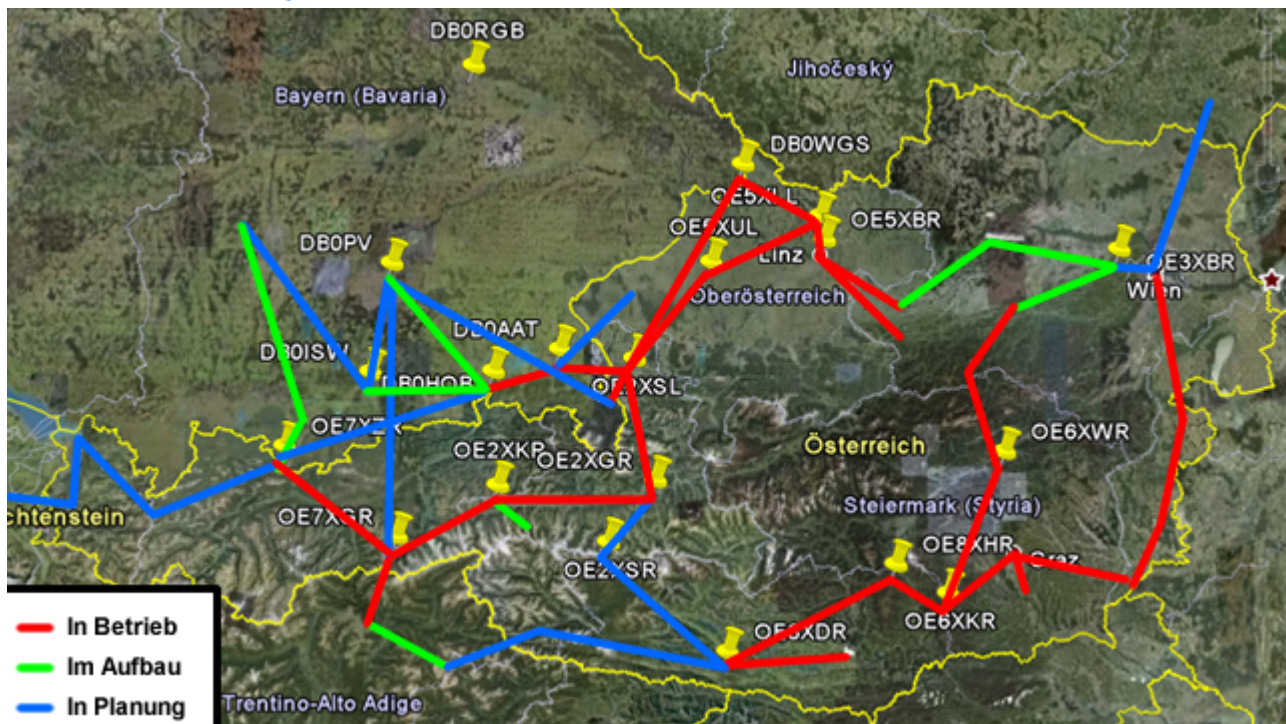 DB0RGB
Jihočeský
Bayern (Bavaria)
DB0WGS
OE5XLL
OE5XUL
OE5XBR
DB0PV
Linz
OE3XBR
Wien
Oberösterreich
DB0AAT
DB0ISW
DB0HOB
OE2XSL
OE7XZR
OE6XWR
OE2XKR
OE2XGR
Österreich
Steiermark (Styria)
chtenstein
OE7XGR
OE8XHR
Graz
OE2XSR
OE6XKR
OE8XDR
In Betrieb
Im Aufbau
In Planung
Trentino-Alto Adige